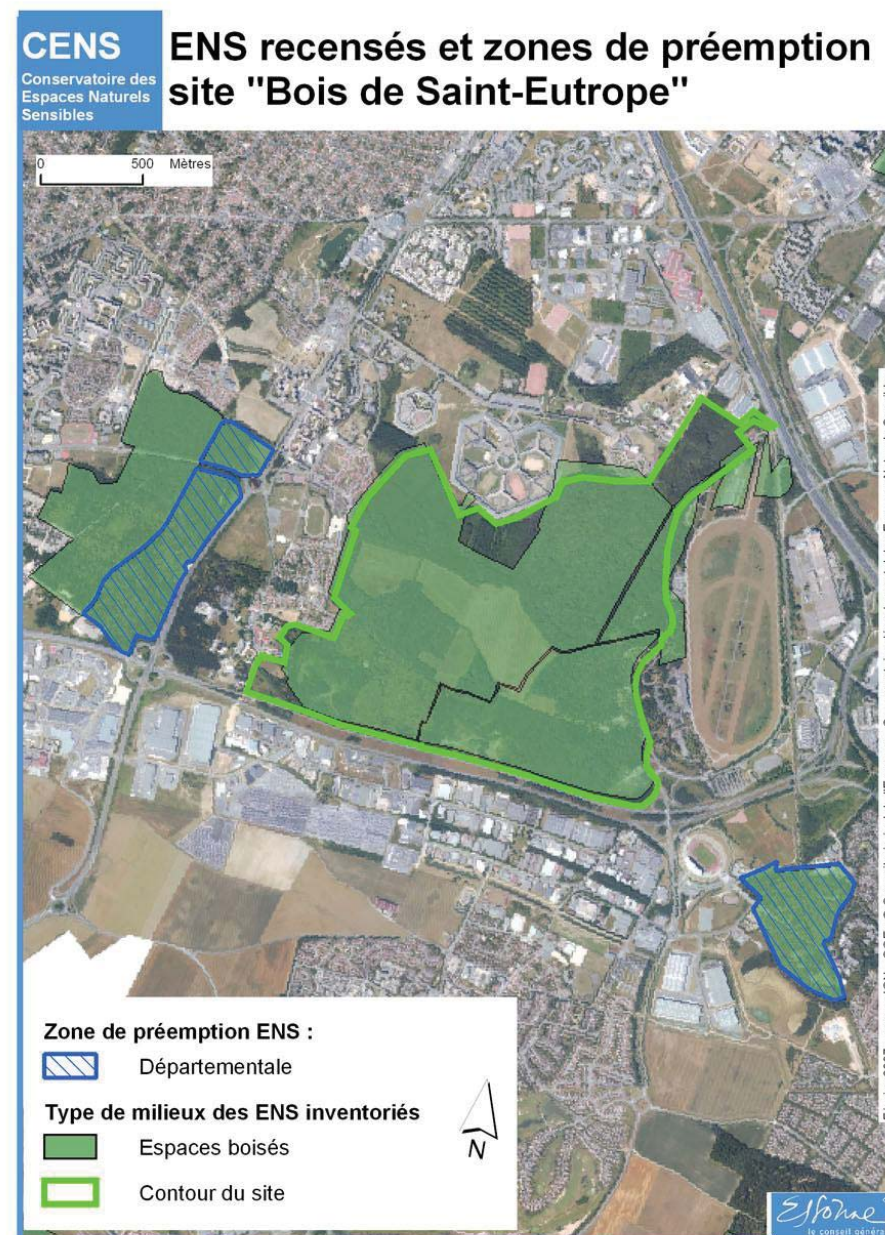 CENS
Conservatoire des
Espaces Naturels
Sensibles
ENS recensés et zones de préemption
site "Bois de Saint-Eutrope"
0 500 Mètres
Zone de préemption ENS :
Départementale
Type de milieux des ENS inventoriés
Espaces boisés
Contour du site
N
Essonne
le conseil général